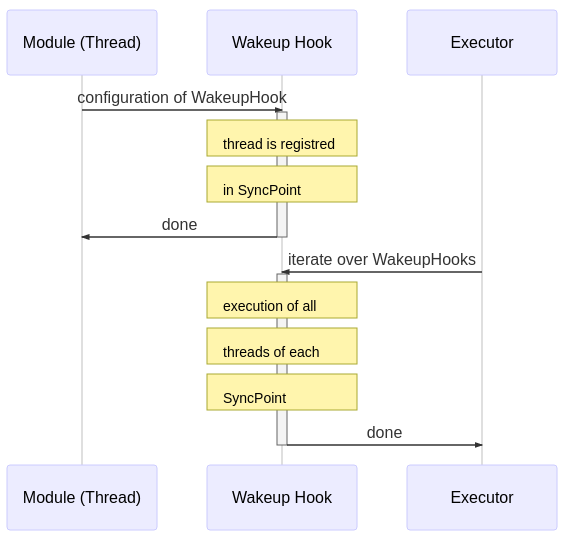 Module (Thread)
Wakeup Hook
Executor
configuration of WakeupHook
thread is registred
in SyncPoint
done
iterate over WakeupHooks
execution of all
threads of each
SyncPoint
done
Module (Thread)
Wakeup Hook
Executor